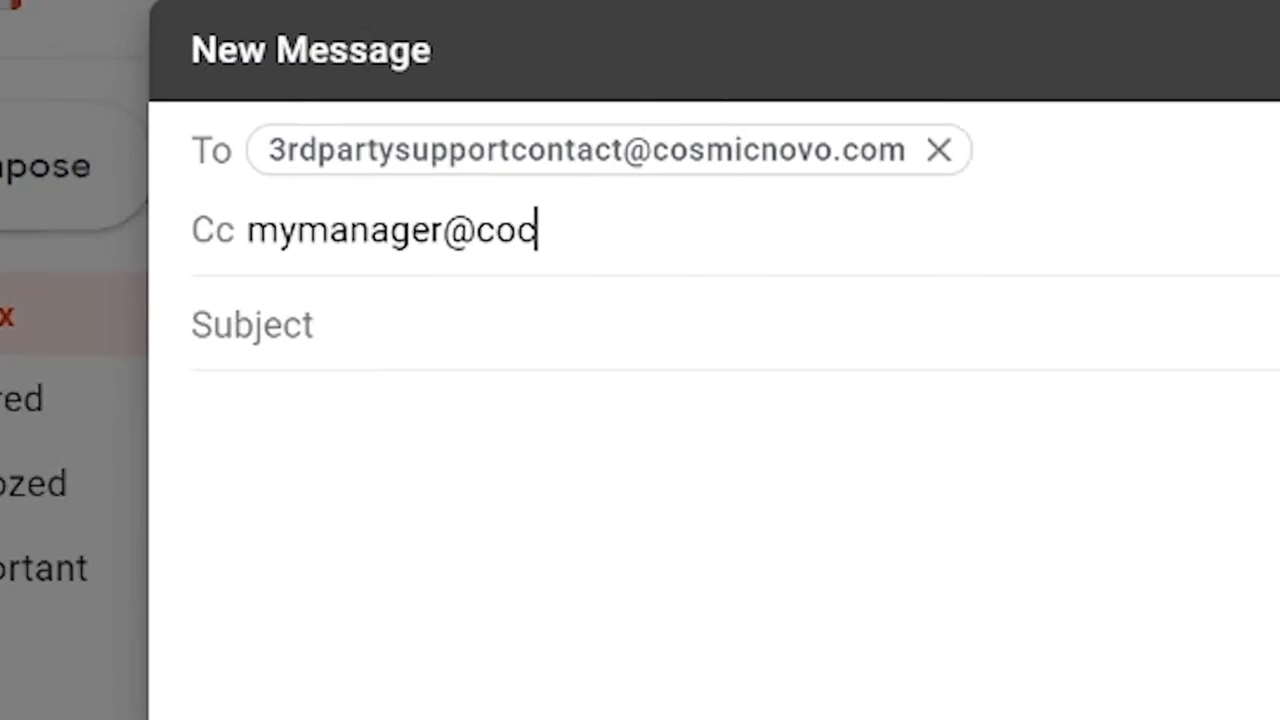 New Message
To 3rdpartysupportcontact@cosmicnovo.com
pose
Cc mymanager@coc
x
Subject
red
ozed
ortant